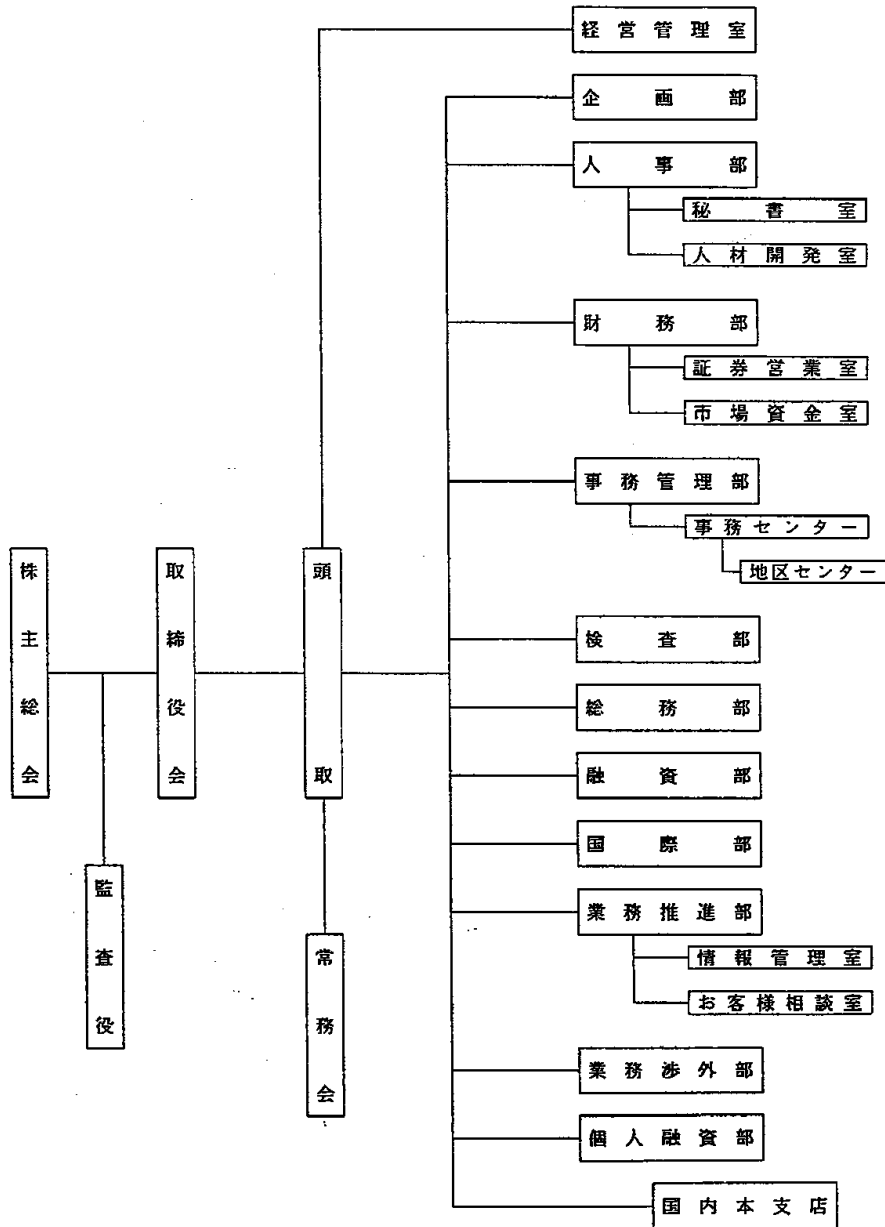 経営管理室
企画部
人事部
秘書室
人材開発室
財務部
証券営業室
市場資金室
事務管理部
事務センター
地区センター
株主総会
取締役会
頭取
検査部
総務部
融資部
国際部
監査役
常務会
業務推進部
情報管理室
お客様相談室
業務渉外部
個人融資部
国内本支店